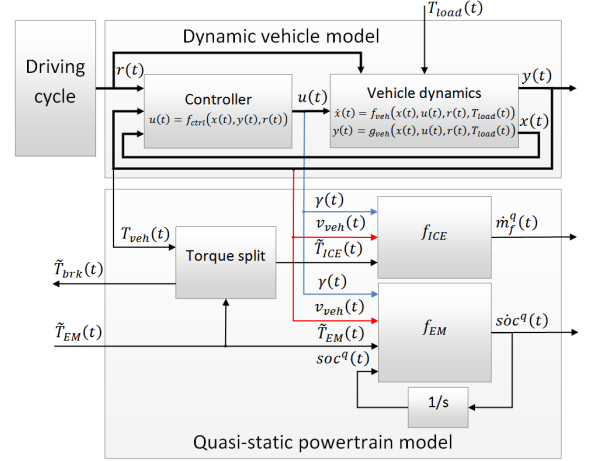 T_load(t)
Dynamic vehicle model
Driving
cycle
r(t)
Controller
u(t) = f_ctrl(x(t), y(t), r(t))
u(t)
Vehicle dynamics
ẋ(t) = f_veh(x(t), u(t), r(t), T_load(t))
y(t) = g_veh(x(t), u(t), r(t), T_load(t))
y(t)
x(t)
T_veh(t)
Torque split
T̃_brk(t)
T̃_EM(t)
γ(t)
v_veh(t)
T̃_ICE(t)
f_ICE
ṁ_f^q(t)
γ(t)
v_veh(t)
T̃_EM(t)
soc^q(t)
f_EM
sȯc^q(t)
1/s
Quasi-static powertrain model